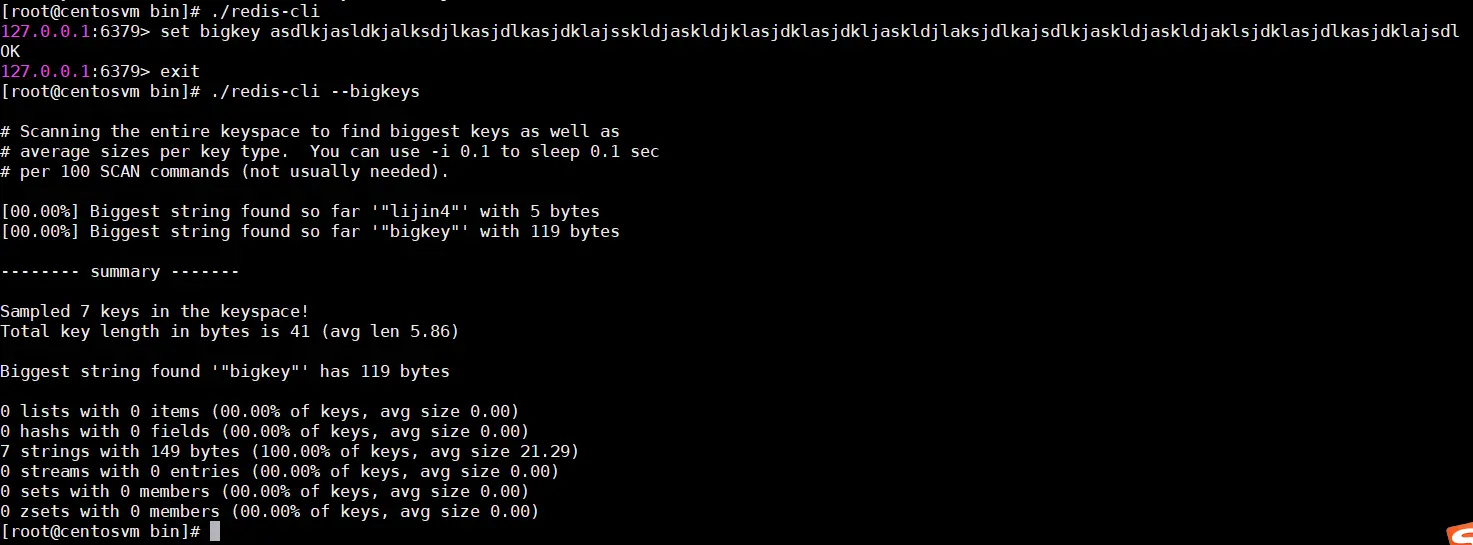 [root@centosvm bin]# ./redis-cli
127.0.0.1:6379> set bigkey asdlkjasldkjalksdjlkasjdlkasjdklajsskldjaskldjklasjdklasjdkljaskldjlaksjdlkajsdlkjaskldjaskldjaklsjdklasjdlkasjdklajsdl
OK
127.0.0.1:6379> exit
[root@centosvm bin]# ./redis-cli --bigkeys
# Scanning the entire keyspace to find biggest keys as well as
# average sizes per key type.  You can use -i 0.1 to sleep 0.1 sec
# per 100 SCAN commands (not usually needed).
[00.00%] Biggest string found so far '"lijin4"' with 5 bytes
[00.00%] Biggest string found so far '"bigkey"' with 119 bytes
-------- summary -------
Sampled 7 keys in the keyspace!
Total key length in bytes is 41 (avg len 5.86)
Biggest string found '"bigkey"' has 119 bytes
0 lists with 0 items (00.00% of keys, avg size 0.00)
0 hashs with 0 fields (00.00% of keys, avg size 0.00)
7 strings with 149 bytes (100.00% of keys, avg size 21.29)
0 streams with 0 entries (00.00% of keys, avg size 0.00)
0 sets with 0 members (00.00% of keys, avg size 0.00)
0 zsets with 0 members (00.00% of keys, avg size 0.00)
[root@centosvm bin]#